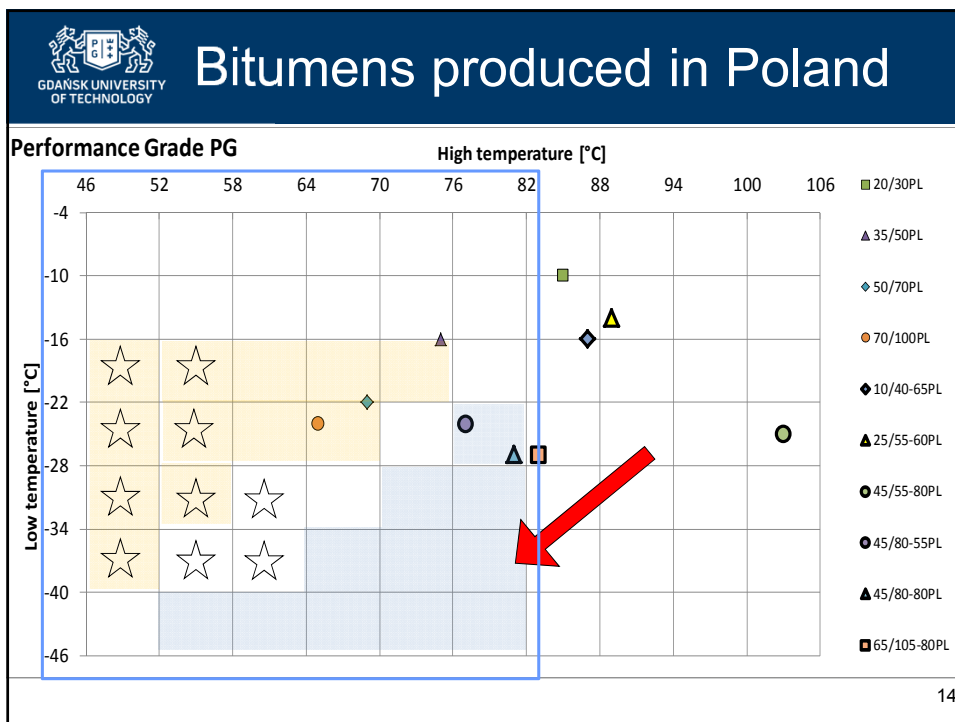 P G
GDAŃSK UNIVERSITY
OF TECHNOLOGY
Bitumens produced in Poland
Performance Grade PG
High temperature [°C]
46 52 58 64 70 76 82 88 94 100 106
Low temperature [°C]
-4
-10
-16
-22
-28
-34
-40
-46
20/30PL
35/50PL
50/70PL
70/100PL
10/40-65PL
25/55-60PL
45/55-80PL
45/80-55PL
45/80-80PL
65/105-80PL
14